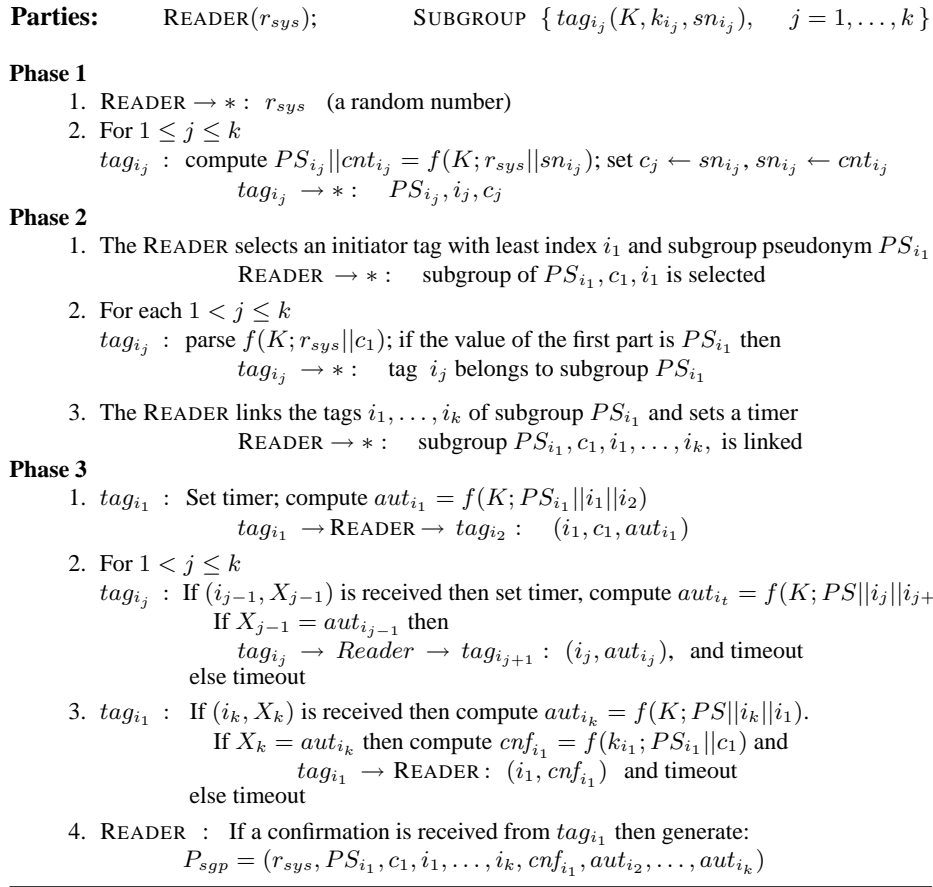 Parties: READER(r_sys); SUBGROUP {tag_{i_j}(K, k_{i_j}, sn_{i_j}), j = 1, . . . , k}
Phase 1
1. READER → ∗ : r_sys (a random number)
2. For 1 ≤ j ≤ k
tag_{i_j} : compute PS_{i_j}||cnt_{i_j} = f(K; r_sys||sn_{i_j}); set c_j ← sn_{i_j}, sn_{i_j} ← cnt_{i_j}
tag_{i_j} → ∗ : PS_{i_j}, i_j, c_j
Phase 2
1. The READER selects an initiator tag with least index i_1 and subgroup pseudonym PS_{i_1}
READER → ∗ : subgroup of PS_{i_1}, c_1, i_1 is selected
2. For each 1 < j ≤ k
tag_{i_j} : parse f(K; r_sys||c_1); if the value of the first part is PS_{i_1} then
tag_{i_j} → ∗ : tag i_j belongs to subgroup PS_{i_1}
3. The READER links the tags i_1, . . . , i_k of subgroup PS_{i_1} and sets a timer
READER → ∗ : subgroup PS_{i_1}, c_1, i_1, . . . , i_k, is linked
Phase 3
1. tag_{i_1} : Set timer; compute aut_{i_1} = f(K; PS_{i_1}||i_1||i_2)
tag_{i_1} → READER → tag_{i_2} : (i_1, c_1, aut_{i_1})
2. For 1 < j ≤ k
tag_{i_j} : If (i_{j−1}, X_{j−1}) is received then set timer, compute aut_{i_t} = f(K; PS||i_j||i_{j+
If X_{j−1} = aut_{i_{j−1}} then
tag_{i_j} → Reader → tag_{i_{j+1}} : (i_j, aut_{i_j}), and timeout
else timeout
3. tag_{i_1} : If (i_k, X_k) is received then compute aut_{i_k} = f(K; PS||i_k||i_1).
If X_k = aut_{i_k} then compute cnf_{i_1} = f(k_{i_1}; PS_{i_1}||c_1) and
tag_{i_1} → READER : (i_1, cnf_{i_1}) and timeout
else timeout
4. READER : If a confirmation is received from tag_{i_1} then generate:
P_sgp = (r_sys, PS_{i_1}, c_1, i_1, . . . , i_k, cnf_{i_1}, aut_{i_2}, . . . , aut_{i_k})